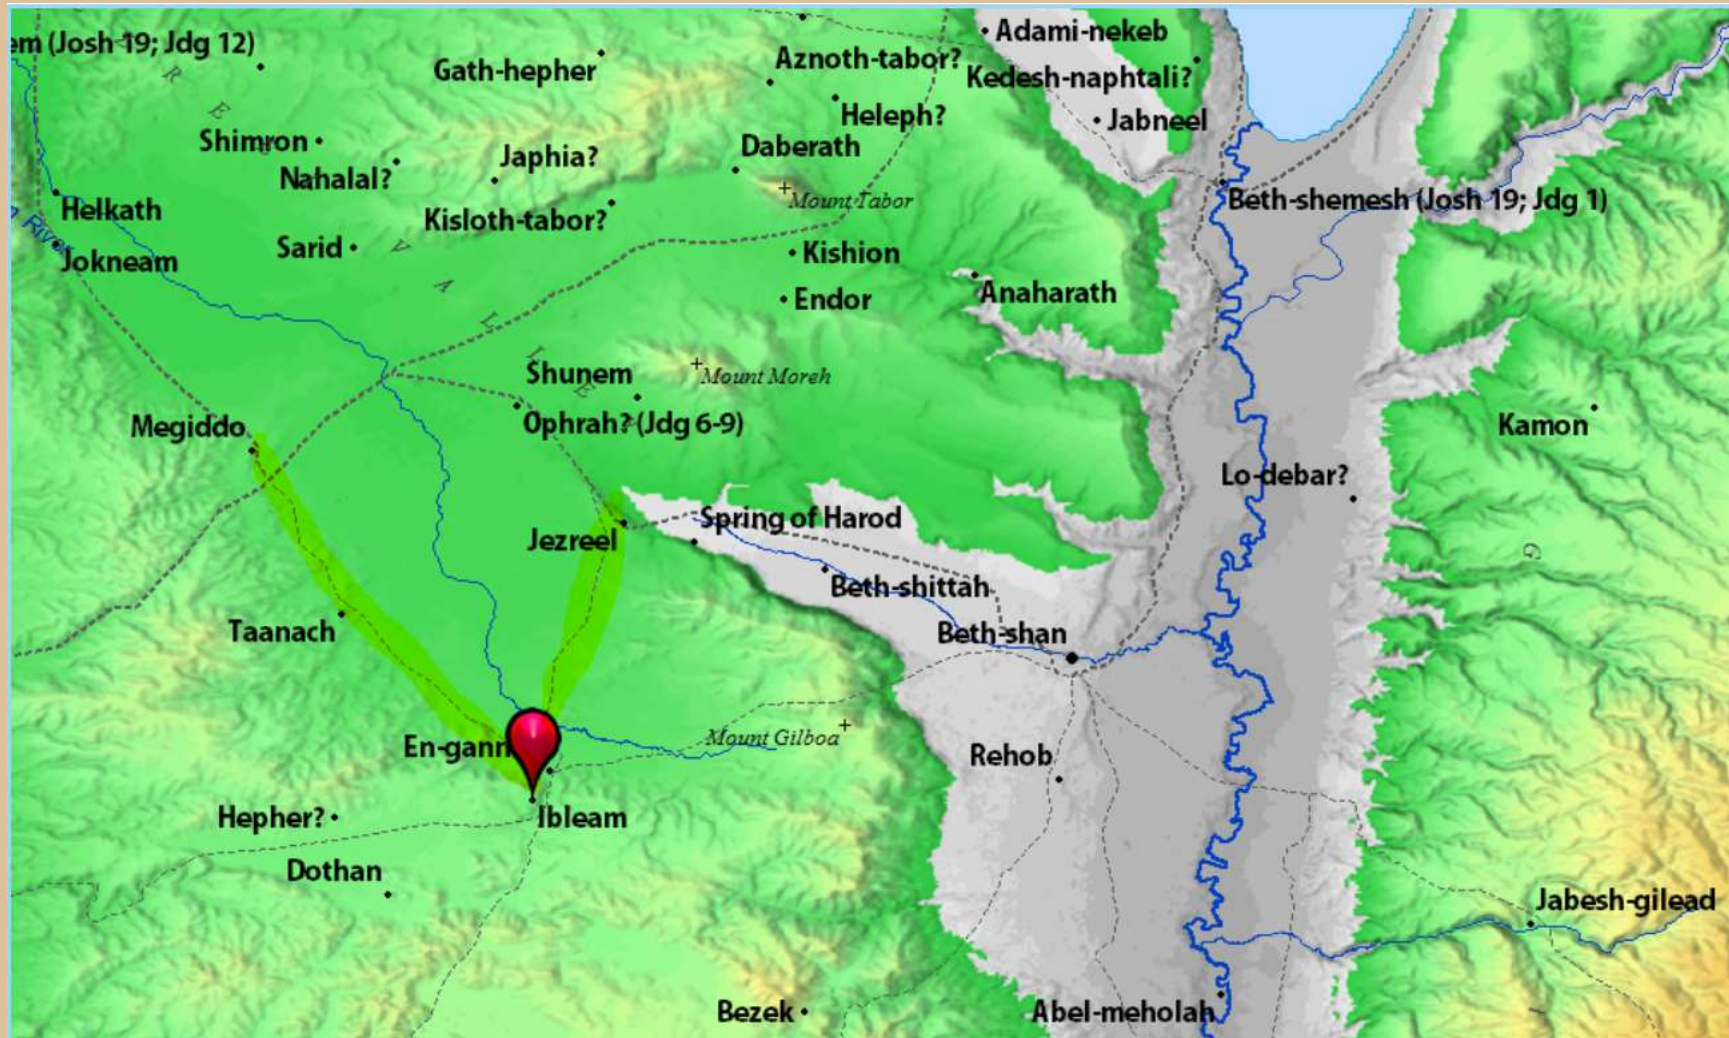 em (Josh 19; Jdg 12)
Adami-nekeb
Gath-hepher
Aznoth-tabor?
Kedesh-naphtali?
Heleph?
Jabneel
Shimron
Japhia?
Daberath
Nahalal?
Mount Tabor
Beth-shemesh (Josh 19; Jdg 1)
Helkath
Kisloth-tabor?
River
Sarid
Kishion
Jokneam
Anaharath
Endor
V A L L E
Shunem
Mount Moreh
Megiddo
Ophrah? (Jdg 6-9)
Kamon
Lo-debar?
Spring of Harod
Jezreel
G
Beth-shittah
Taanach
Beth-shan
Mount Gilboa
En-gann
Rehob
Hepher?
Ibleam
Dothan
Jabesh-gilead
Bezek
Abel-meholah